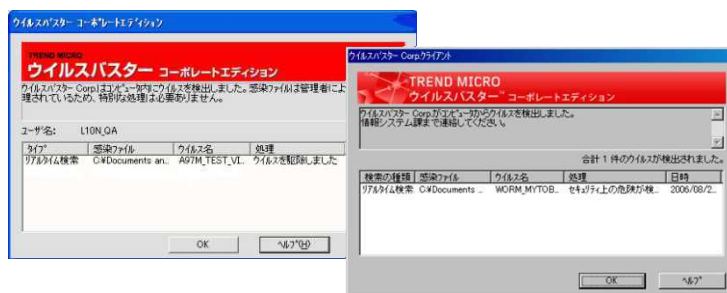 ウイルスバスター コーポレートエディション
TREND MICRO
ウイルスバスター コーポレートエディション
ウイルスバスター Corp.はコンピュータ内にウイルスを検出しました。感染ファイルは管理者によ
理されているため、特別な処理は必要ありません。
ユーザ名: L10N_QA
タイプ 感染ファイル ウイルス名 処理
リアルタイム検索 C:¥Documents an... A97M_TEST_VI... ウイルスを駆除しました
OK ヘルプ(H)
ウイルスバスター Corp.クライアント
TREND MICRO
ウイルスバスター™ コーポレートエディション
ウイルスバスター Corp.がコンピュータからウイルスを検出しました。
情報システム課まで連絡してください。
合計 1 件のウイルスが検出されました。
検索の種類 感染ファイル ウイルス名 処理 日時
リアルタイム検索 C:¥Documents ... WORM_MYTOB... セキュリティ上の危険が検... 2006/08/2...
OK ヘルプ